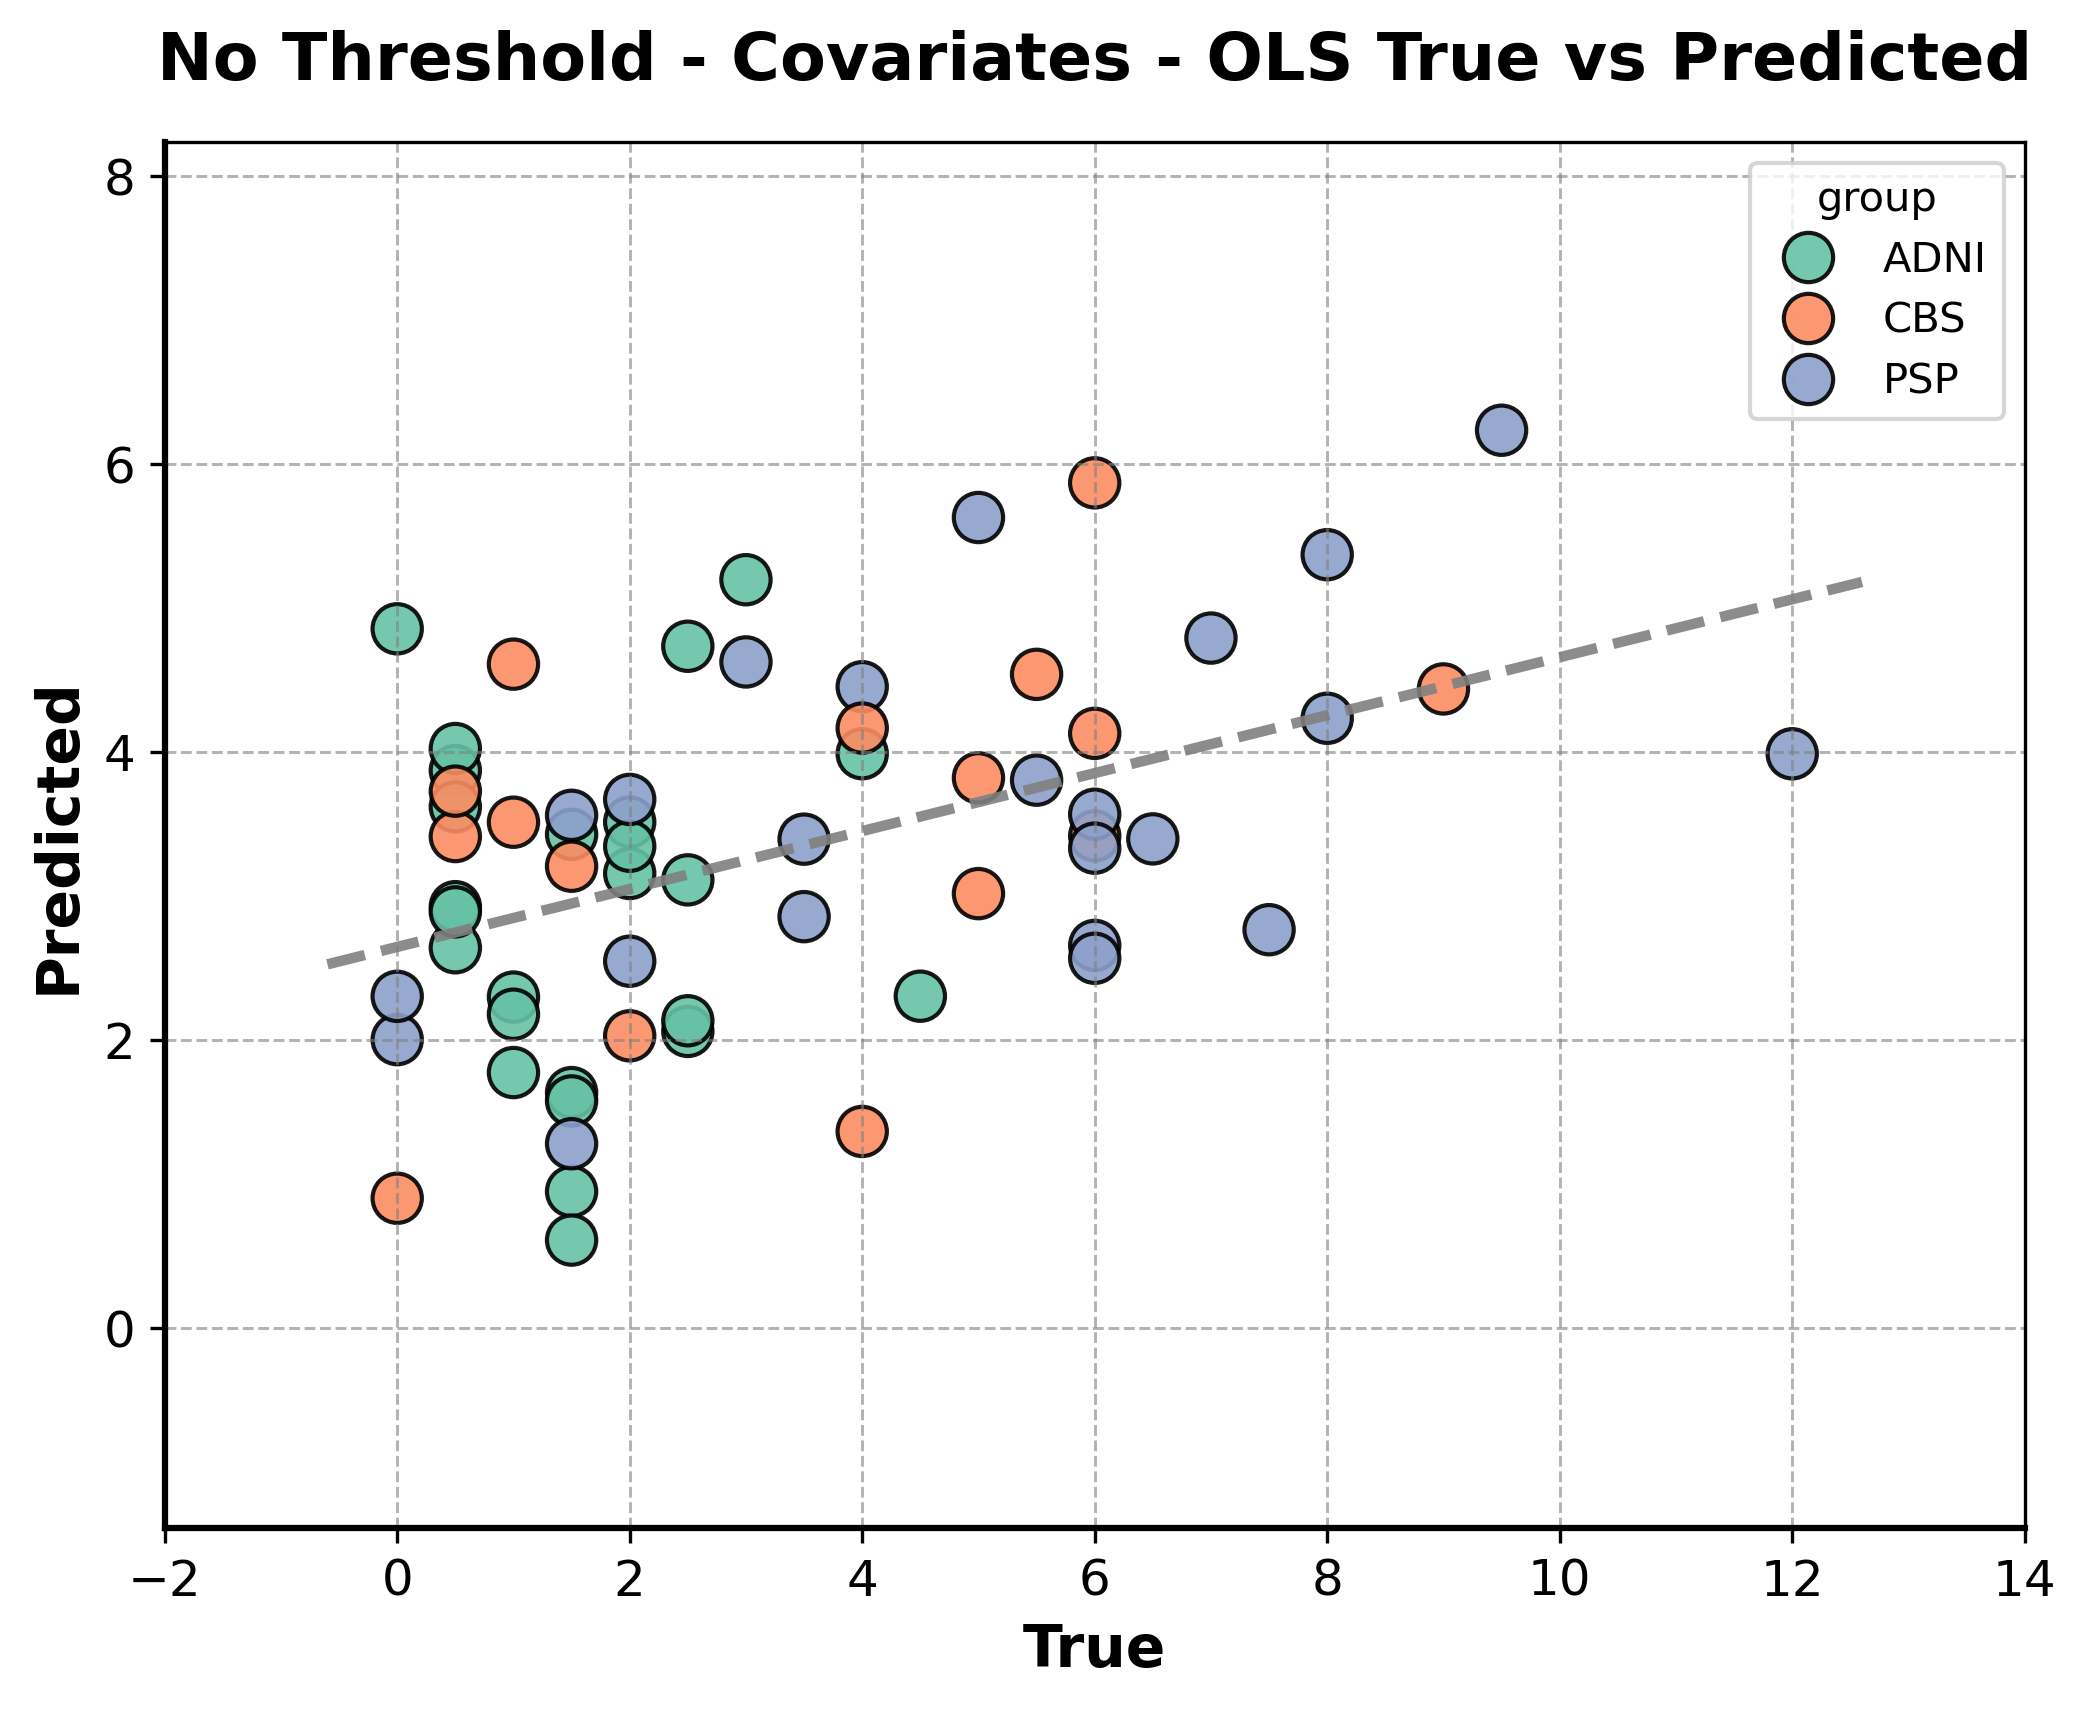 No Threshold - Covariates - OLS True vs Predicted
group
ADNI
CBS
PSP
8
6
4
2
0
Predicted
−2
0
2
4
6
8
10
12
14
True